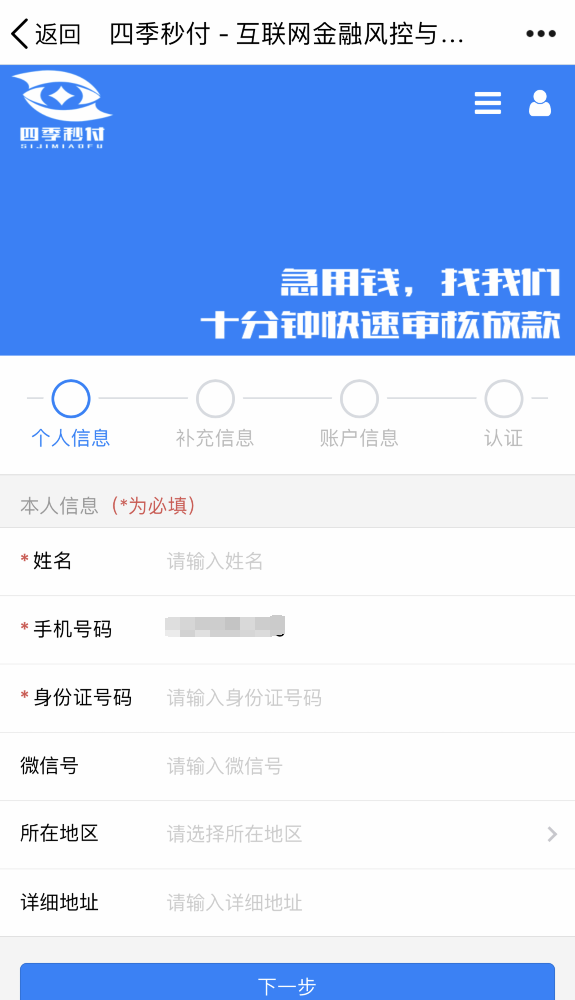 返回 四季秒付 - 互联网金融风控与...
四季秒付
SIJIMIAOFU
急用钱，找我们
十分钟快速审核放款
个人信息 补充信息 账户信息 认证
本人信息（*为必填）
*姓名 请输入姓名
*手机号码
*身份证号码 请输入身份证号码
微信号 请输入微信号
所在地区 请选择所在地区
详细地址 请输入详细地址
下一步